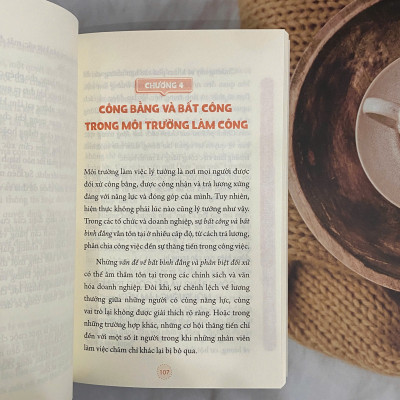 CHƯƠNG 4
CÔNG BẰNG VÀ BẤT CÔNG
TRONG MÔI TRƯỜNG LÀM CÔNG
Môi trường làm việc lý tưởng là nơi mọi người được
đối xử công bằng, được công nhận và trả lương xứng
đáng với năng lực và đóng góp của mình. Tuy nhiên,
hiện thực không phải lúc nào cũng lý tưởng như vậy.
Trong các tổ chức và doanh nghiệp, sự bất công và bất
bình đẳng vẫn tồn tại ở nhiều cấp độ, từ cách trả lương,
phân chia công việc đến sự thăng tiến trong công việc.
Những vấn đề về bất bình đẳng và phân biệt đối xử
có thể âm thầm tồn tại trong các chính sách và văn
hóa doanh nghiệp. Đôi khi, sự chênh lệch về lương
thưởng giữa những người có cùng năng lực, cùng
vai trò lại không được giải thích rõ ràng. Hoặc trong
những trường hợp khác, những cơ hội thăng tiến chỉ
đến với một số ít người trong khi những nhân viên
làm việc chăm chỉ khác lại bị bỏ qua.
107